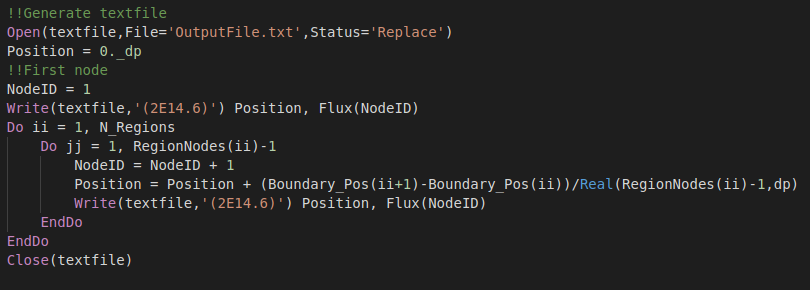 !!Generate textfile
Open(textfile,File='OutputFile.txt',Status='Replace')
Position = 0._dp
!!First node
NodeID = 1
Write(textfile,'(2E14.6)') Position, Flux(NodeID)
Do ii = 1, N_Regions
    Do jj = 1, RegionNodes(ii)-1
        NodeID = NodeID + 1
        Position = Position + (Boundary_Pos(ii+1)-Boundary_Pos(ii))/Real(RegionNodes(ii)-1,dp)
        Write(textfile,'(2E14.6)') Position, Flux(NodeID)
    EndDo
EndDo
Close(textfile)